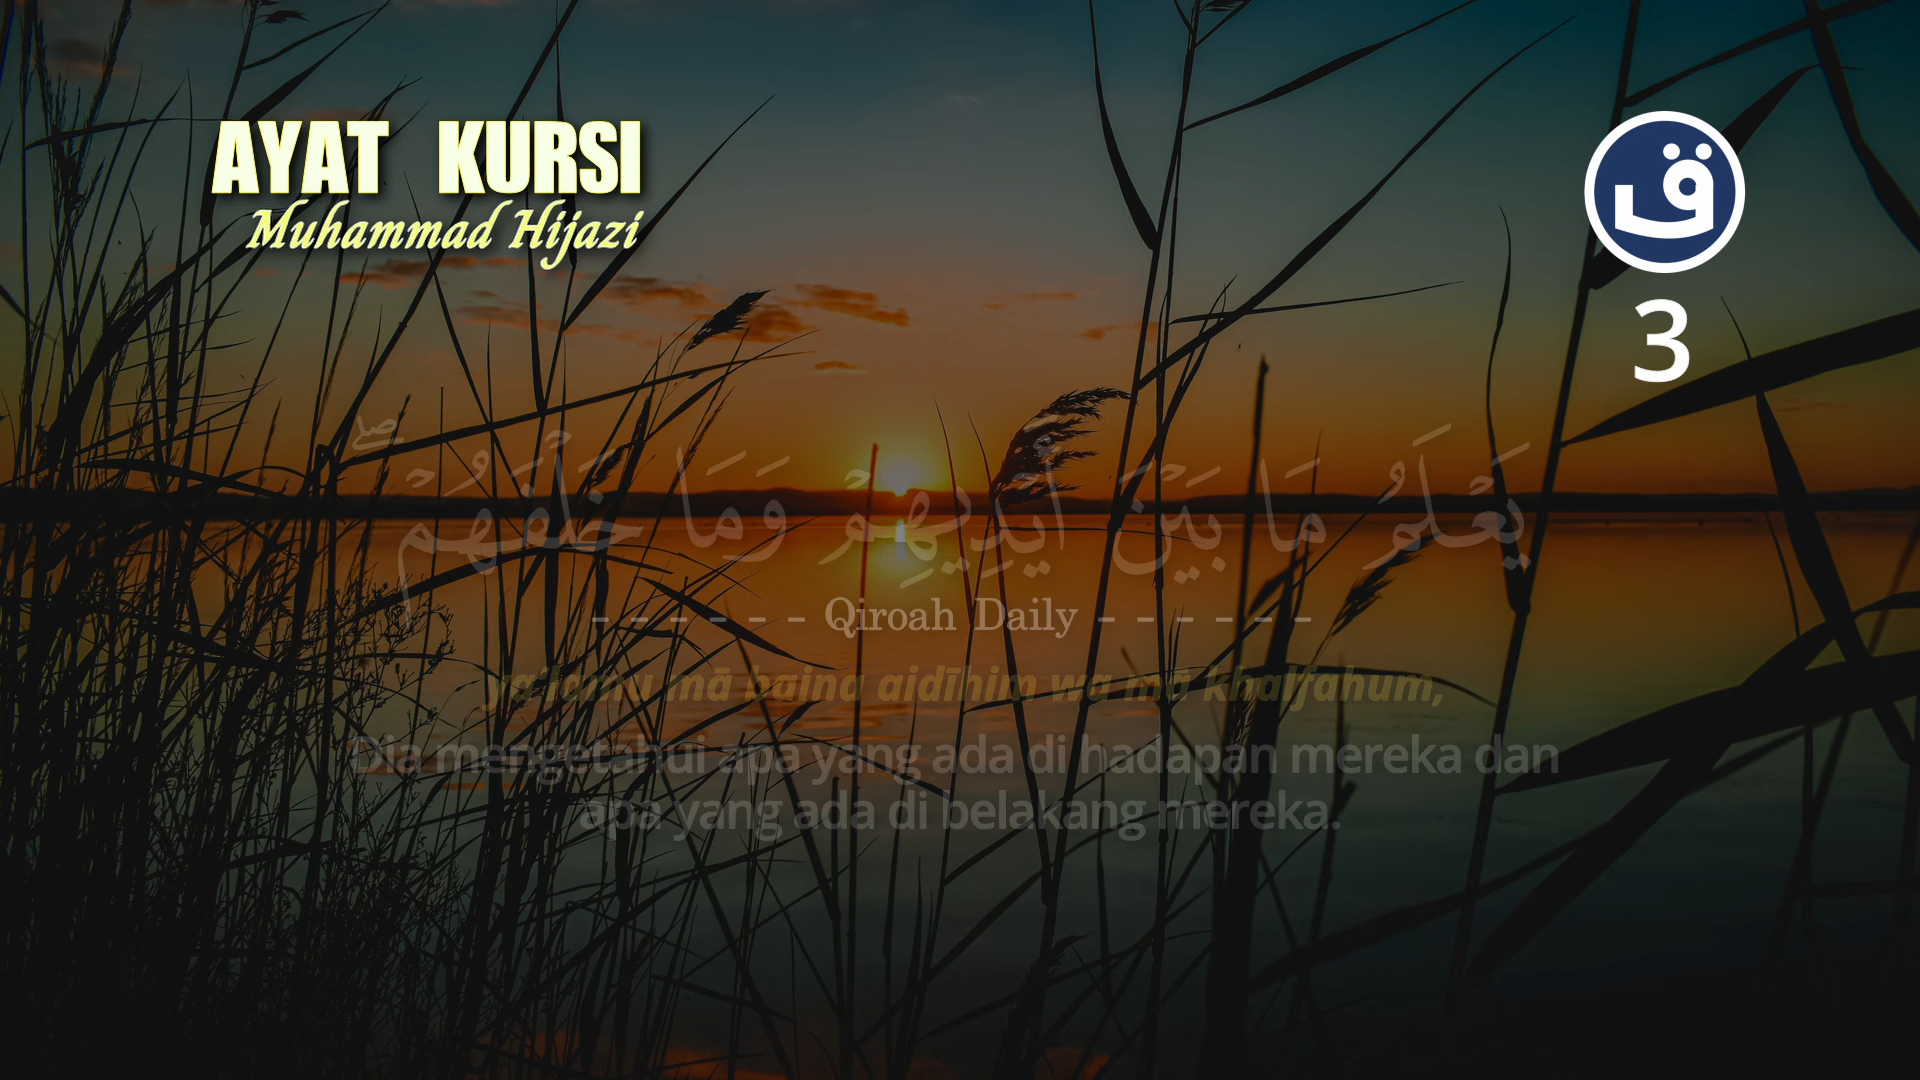 AYAT KURSI
Muhammad Hijazi
ق
3
يَعْلَمُ مَا بَيْنَ أَيْدِيهِمْ وَمَا خَلْفَهُمْ ۖ
- - - - - - Qiroah Daily - - - - - -
ya'lamu mā baina aidīhim wa mā khalfahum,
Dia mengetahui apa yang ada di hadapan mereka dan
apa yang ada di belakang mereka.